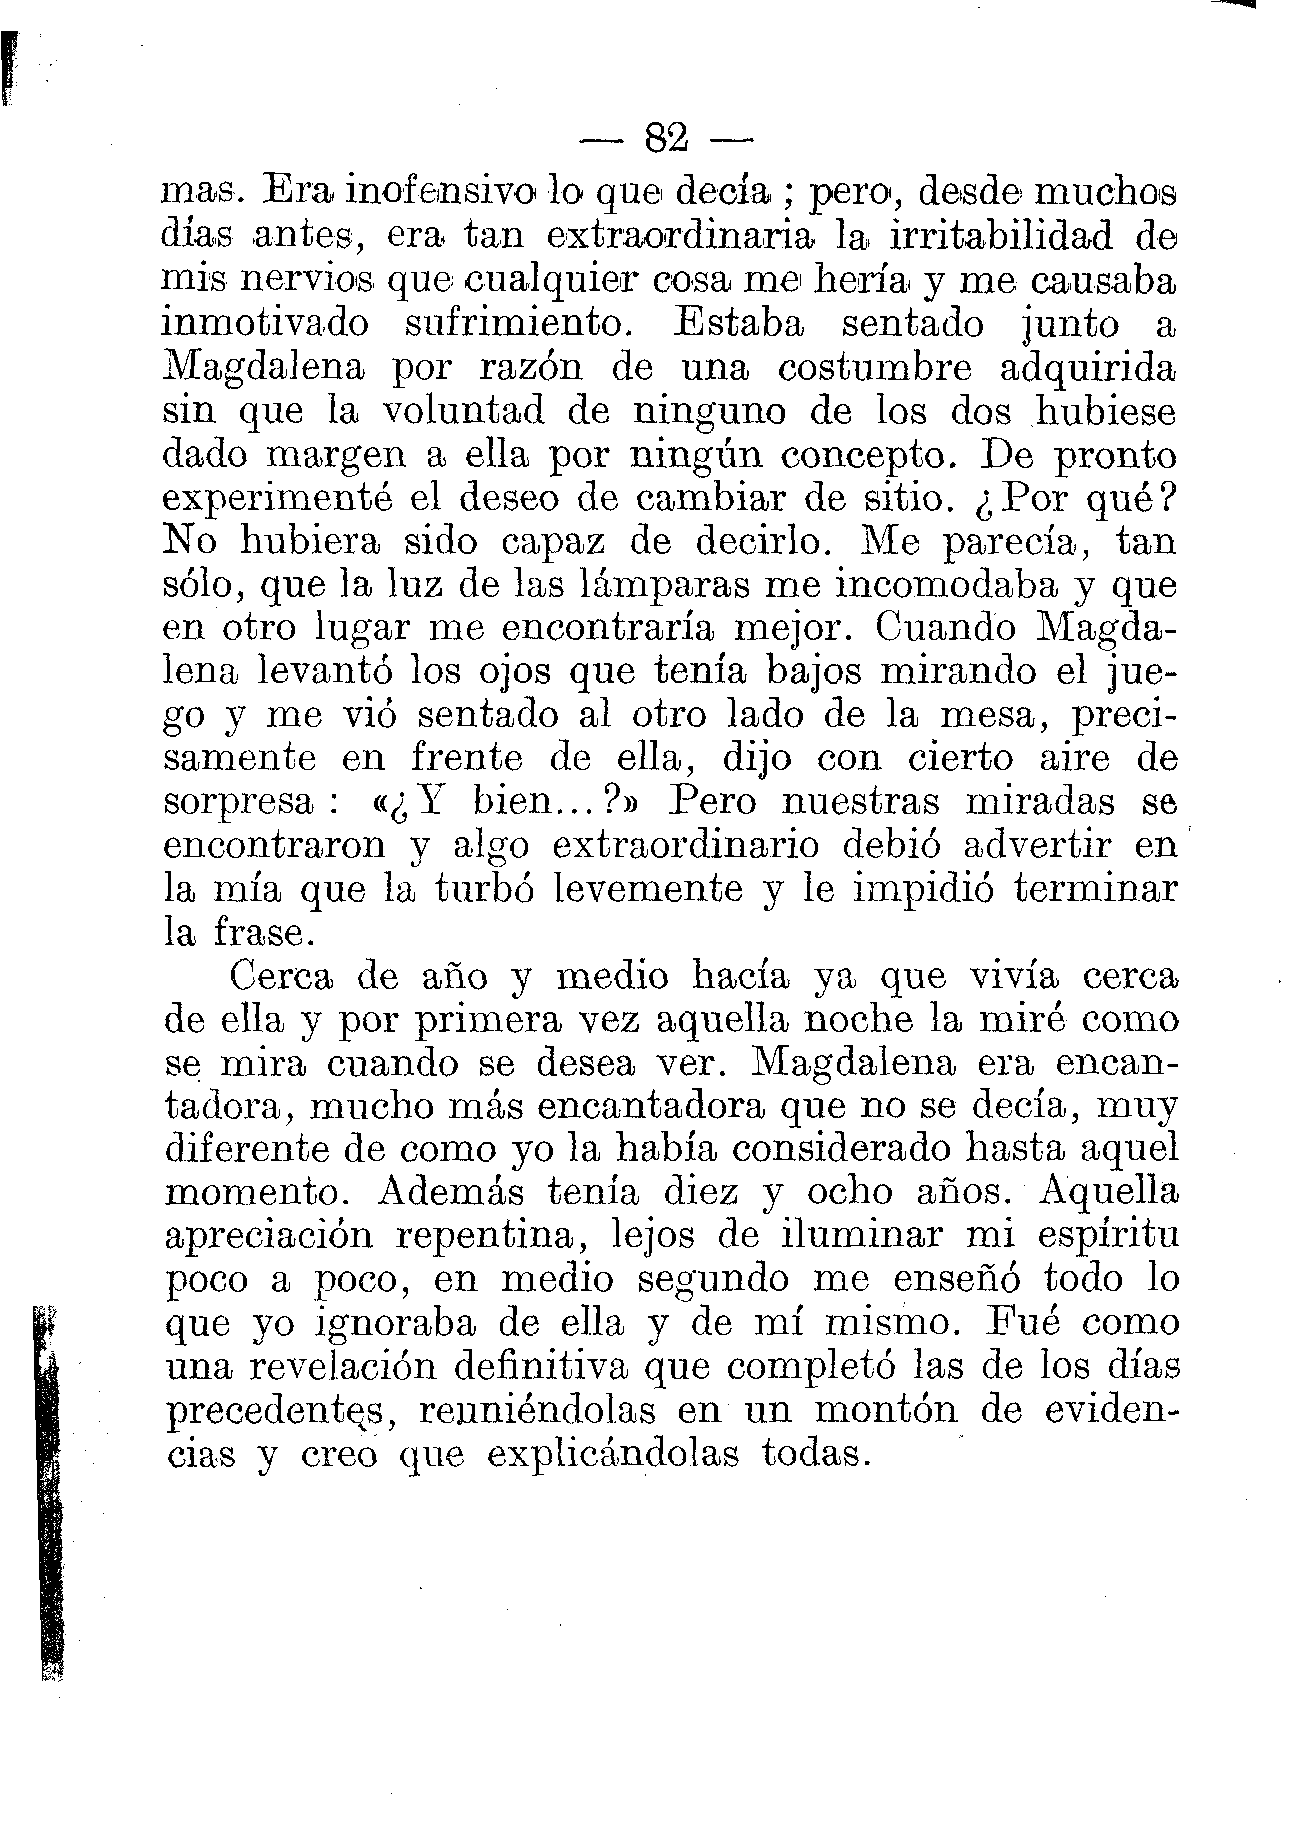 — 82 —
mas. Era inofensivo lo que decía ; pero, desde muchos
días antes, era tan extraordinaria la irritabilidad de
mis nervios que cualquier cosa me hería y me causaba
inmotivado sufrimiento. Estaba sentado junto a
Magdalena por razón de una costumbre adquirida
sin que la voluntad de ninguno de los dos hubiese
dado margen a ella por ningún concepto. De pronto
experimenté el deseo de cambiar de sitio. ¿Por qué?
No hubiera sido capaz de decirlo. Me parecía, tan
sólo, que la luz de las lámparas me incomodaba y que
en otro lugar me encontraría mejor. Cuando Magda-
lena levantó los ojos que tenía bajos mirando el jue-
go y me vió sentado al otro lado de la mesa, preci-
samente en frente de ella, dijo con cierto aire de
sorpresa : «¿Y bien...?» Pero nuestras miradas se
encontraron y algo extraordinario debió advertir en
la mía que la turbó levemente y le impidió terminar
la frase.
Cerca de año y medio hacía ya que vivía cerca
de ella y por primera vez aquella noche la miré como
se mira cuando se desea ver. Magdalena era encan-
tadora, mucho más encantadora que no se decía, muy
diferente de como yo la había considerado hasta aquel
momento. Además tenía diez y ocho años. Aquella
apreciación repentina, lejos de iluminar mi espíritu
poco a poco, en medio segundo me enseñó todo lo
que yo ignoraba de ella y de mí mismo. Fué como
una revelación definitiva que completó las de los días
precedentes, reuniéndolas en un montón de eviden-
cias y creo que explicándolas todas.